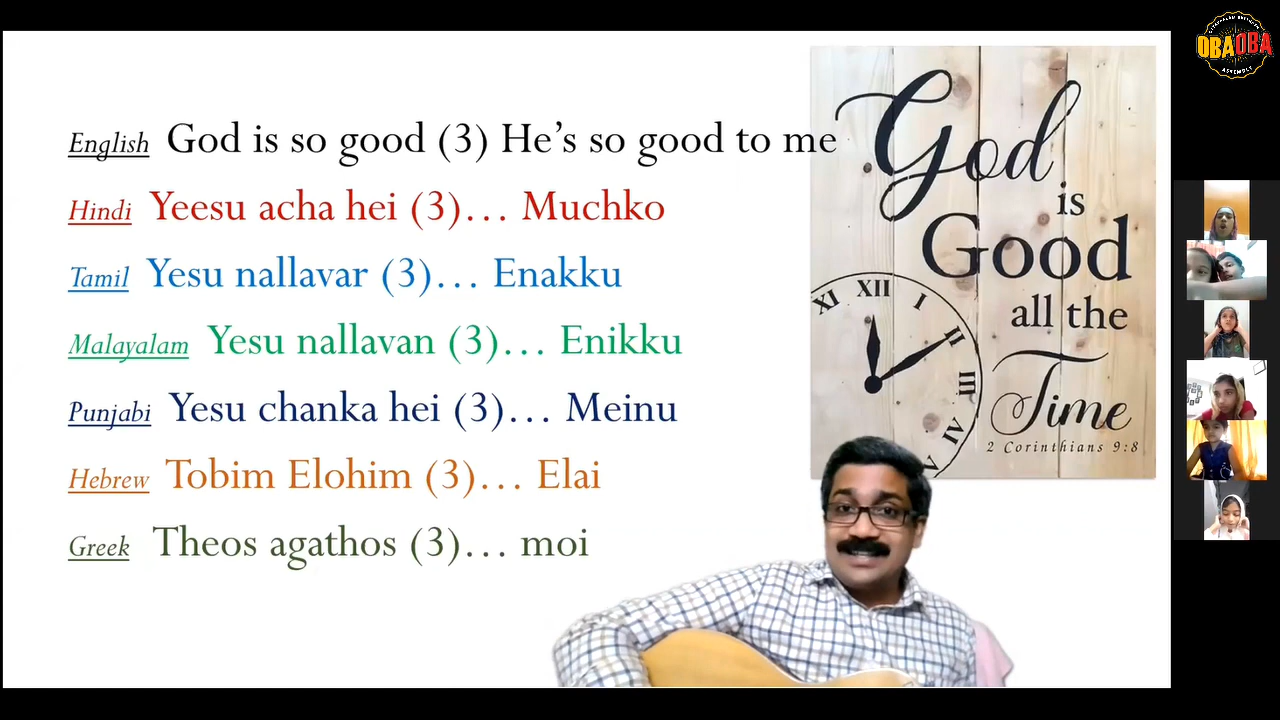 English God is so good (3) He's so good to me
Hindi Yeesu acha hei (3)... Muchko
Tamil Yesu nallavar (3)... Enakku
Malayalam Yesu nallavan (3)... Enikku
Punjabi Yesu chanka hei (3)... Meinu
Hebrew Tobim Elohim (3)... Elai
Greek Theos agathos (3)... moi
God
is
Good
all the
Time
2 Corinthians 9:8
XI XII I II III IV V
OBAOBA
ASSEMBLY